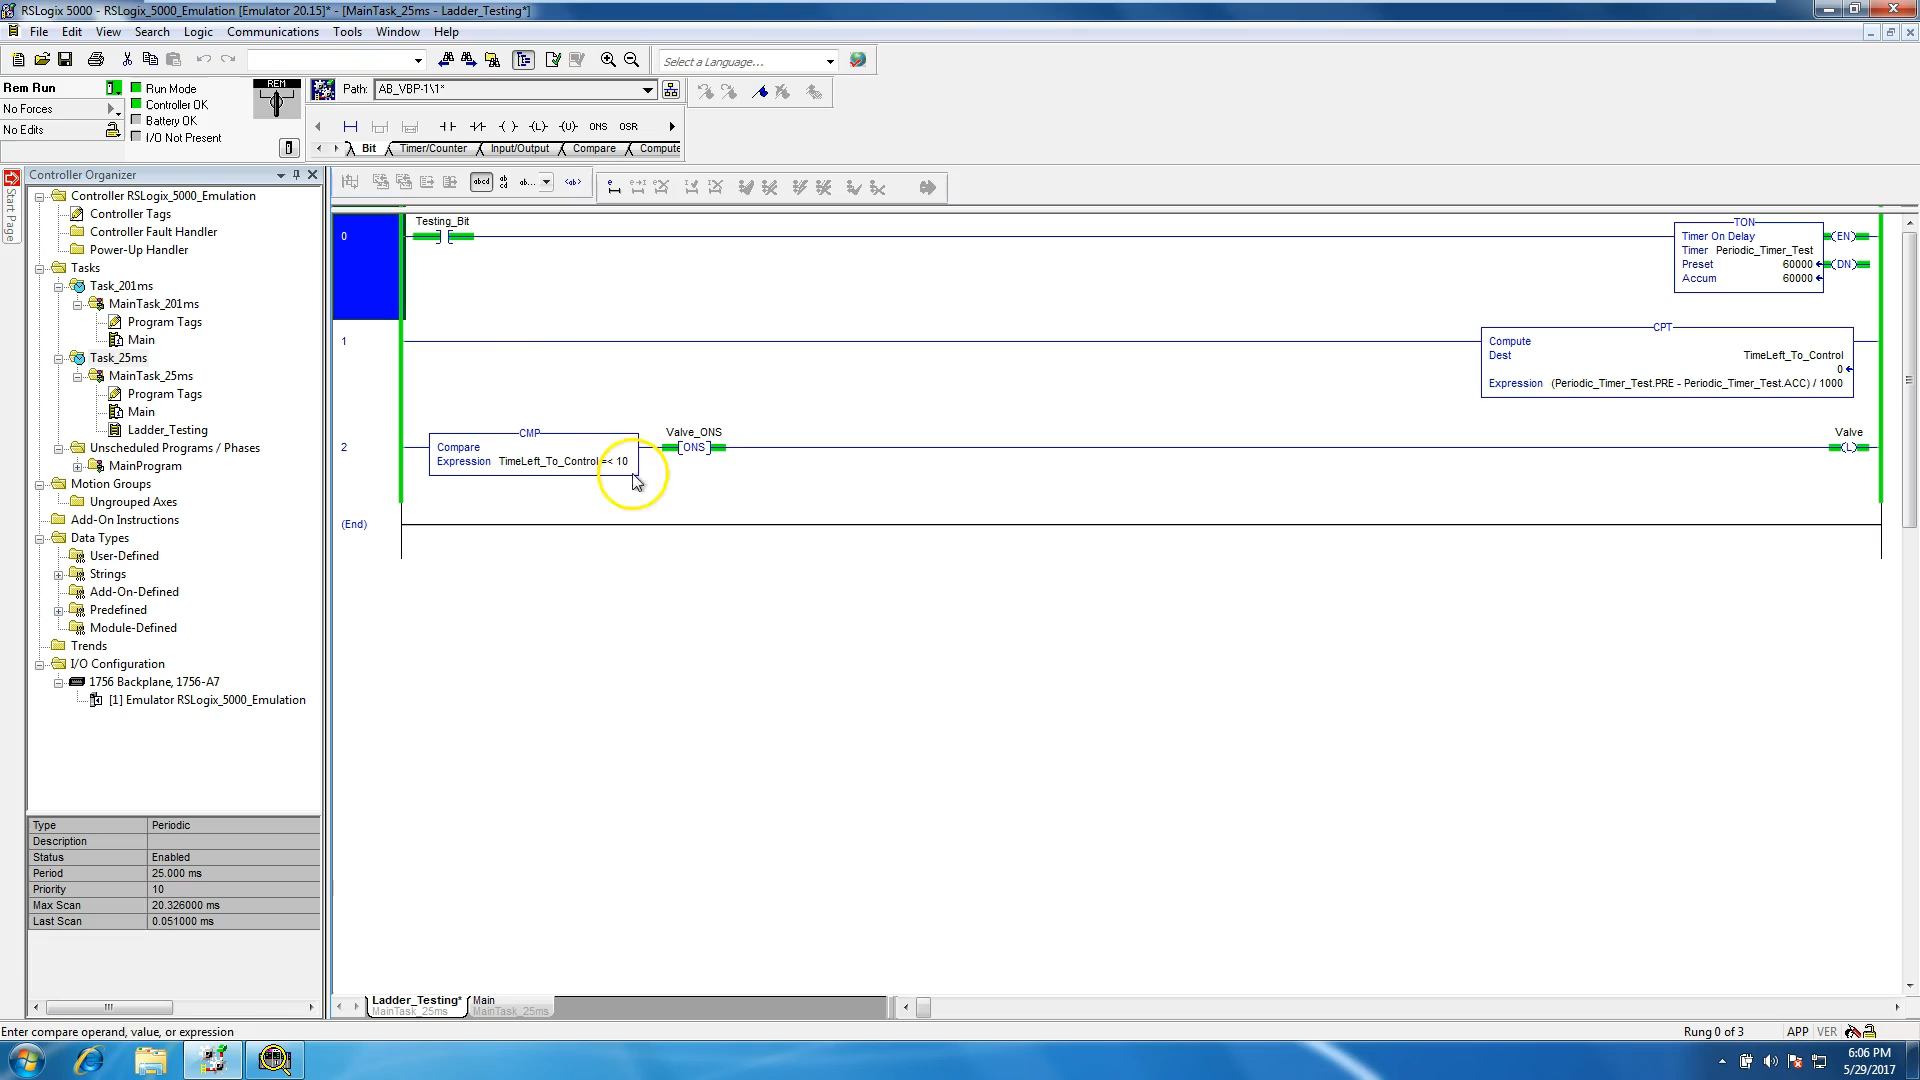 RSLogix 5000 - RSLogix_5000_Emulation [Emulator 20.15]* - [MainTask_25ms - Ladder_Testing*]
File Edit View Search Logic Communications Tools Window Help
Select a Language...
Rem Run
No Forces
No Edits
Run Mode
Controller OK
Battery OK
I/O Not Present
REM
Path: AB_VBP-1\1*
(L) (U) ONS OSR
Bit Timer/Counter Input/Output Compare Compute
Start Page
Controller Organizer
Controller RSLogix_5000_Emulation
Controller Tags
Controller Fault Handler
Power-Up Handler
Tasks
Task_201ms
MainTask_201ms
Program Tags
Main
Task_25ms
MainTask_25ms
Program Tags
Main
Ladder_Testing
Unscheduled Programs / Phases
MainProgram
Motion Groups
Ungrouped Axes
Add-On Instructions
Data Types
User-Defined
Strings
Add-On-Defined
Predefined
Module-Defined
Trends
I/O Configuration
1756 Backplane, 1756-A7
[1] Emulator RSLogix_5000_Emulation
Type Periodic
Description
Status Enabled
Period 25.000 ms
Priority 10
Max Scan 20.326000 ms
Last Scan 0.051000 ms
abcd ab cd ab... <ab>
0
Testing_Bit
TON
Timer On Delay
Timer Periodic_Timer_Test
Preset 60000
Accum 60000
(EN)
(DN)
1
CPT
Compute
Dest TimeLeft_To_Control
0
Expression (Periodic_Timer_Test.PRE - Periodic_Timer_Test.ACC) / 1000
2
CMP
Compare
Expression TimeLeft_To_Control =< 10
Valve_ONS
[ONS]
Valve
(L)
(End)
Ladder_Testing* Main
MainTask_25ms MainTask_25ms
Enter compare operand, value, or expression
Rung 0 of 3 APP VER
6:06 PM
5/29/2017